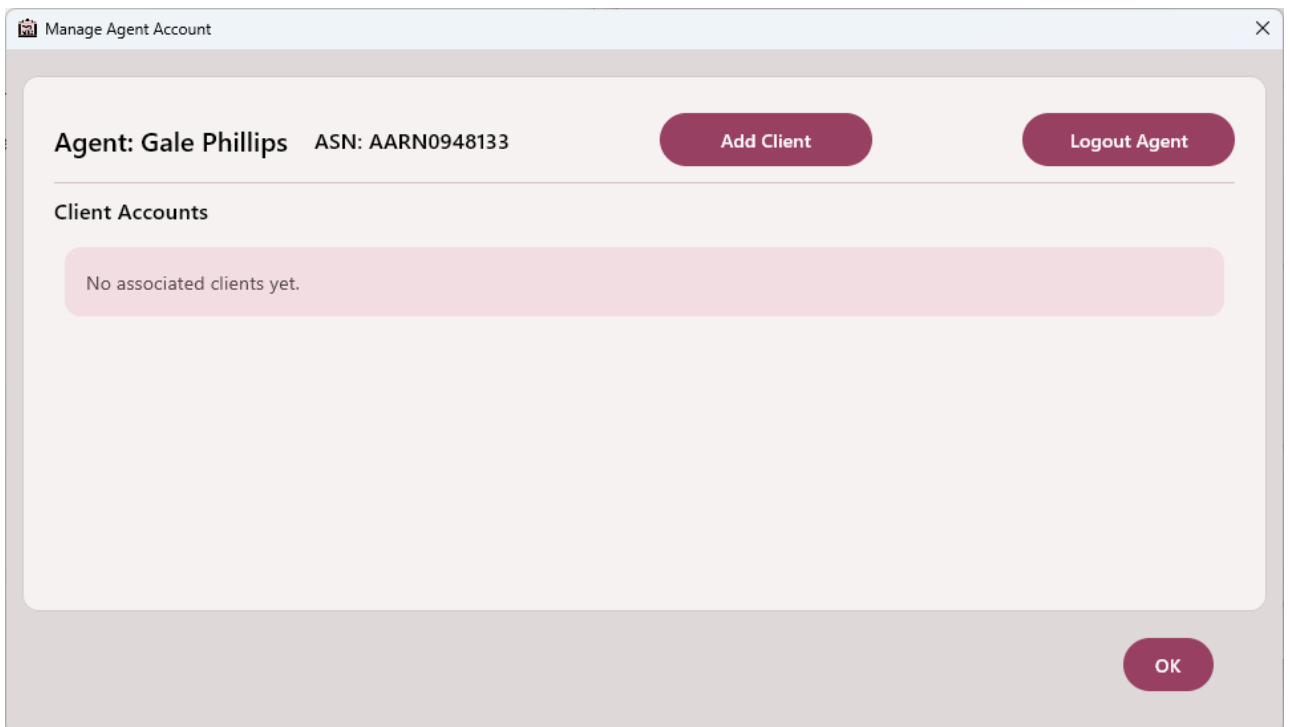 Manage Agent Account
Agent: Gale Phillips ASN: AARN0948133 Add Client Logout Agent
Client Accounts
No associated clients yet.
OK